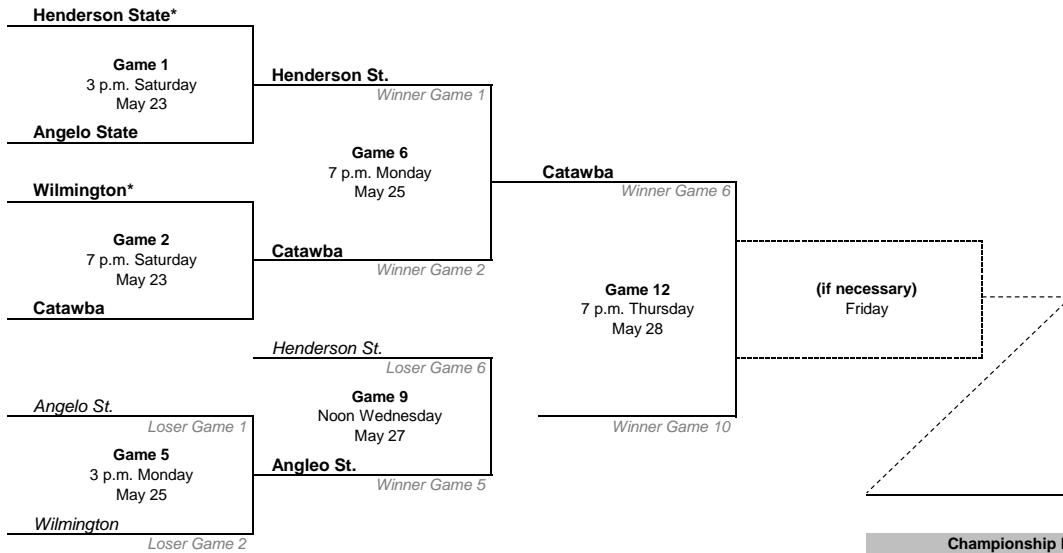 Henderson State*
Game 1
3 p.m. Saturday
May 23
Henderson St.
Winner Game 1
Angelo State
Game 6
7 p.m. Monday
May 25
Catawba
Winner Game 6
Wilmington*
Game 2
7 p.m. Saturday
May 23
Catawba
Winner Game 2
Catawba
Game 12
7 p.m. Thursday
May 28
(if necessary)
Friday
Henderson St.
Loser Game 6
Game 9
Noon Wednesday
May 27
Angelo St.
Loser Game 1
Winner Game 10
Game 5
3 p.m. Monday
May 25
Angleo St.
Winner Game 5
Wilmington
Loser Game 2
Championship